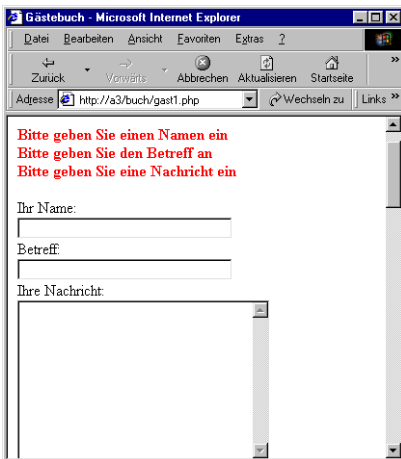 Gästebuch - Microsoft Internet Explorer
Datei Bearbeiten Ansicht Favoriten Extras ?
Zurück Vorwärts Abbrechen Aktualisieren Startseite »
Adresse http://a3/buch/gast1.php Wechseln zu Links »
Bitte geben Sie einen Namen ein
Bitte geben Sie den Betreff an
Bitte geben Sie eine Nachricht ein
Ihr Name:
Betreff:
Ihre Nachricht: